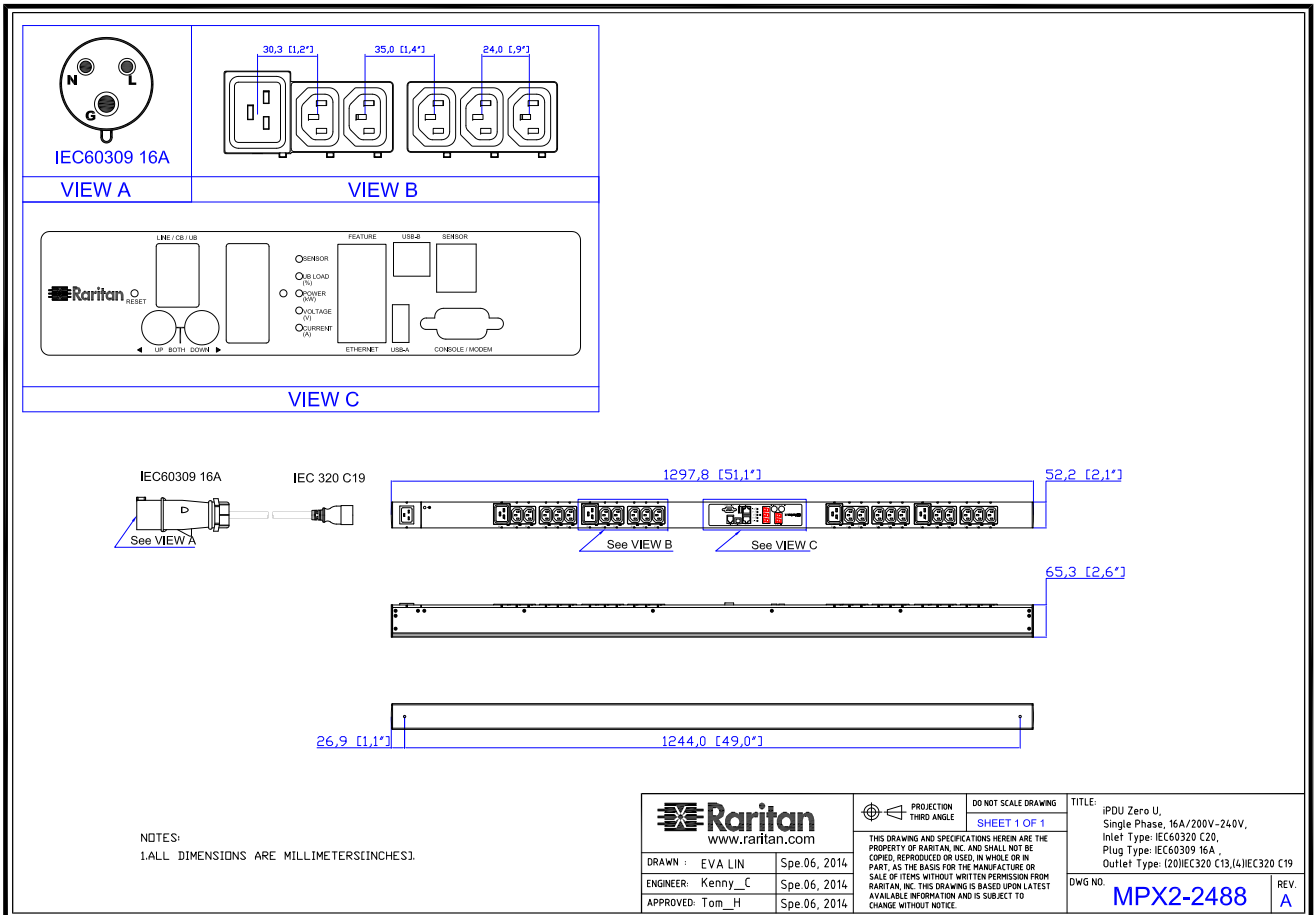 N
L
G
IEC60309 16A
VIEW A
30,3 [1,2"]
35,0 [1,4"]
24,0 [,9"]
VIEW B
LINE / CB / UB
FEATURE
USB-B
SENSOR
SENSOR
UB LOAD
(%)
POWER
(kW)
VOLTAGE
(V)
CURRENT
(A)
Raritan
RESET
UP BOTH DOWN
ETHERNET
USB-A
CONSOLE / MODEM
VIEW C
IEC60309 16A
IEC 320 C19
See VIEW A
1297,8 [51,1"]
52,2 [2,1"]
See VIEW B
See VIEW C
65,3 [2,6"]
26,9 [1,1"]
1244,0 [49,0"]
NOTES:
1.ALL DIMENSIONS ARE MILLIMETERS[INCHES].
Raritan
www.raritan.com
DRAWN : EVA LIN Spe.06, 2014
ENGINEER: Kenny__C Spe.06, 2014
APPROVED: Tom__H Spe.06, 2014
PROJECTION
THIRD ANGLE
DO NOT SCALE DRAWING
SHEET 1 OF 1
THIS DRAWING AND SPECIFICATIONS HEREIN ARE THE
PROPERTY OF RARITAN, INC. AND SHALL NOT BE
COPIED, REPRODUCED OR USED, IN WHOLE OR IN
PART, AS THE BASIS FOR THE MANUFACTURE OR
SALE OF ITEMS WITHOUT WRITTEN PERMISSION FROM
RARITAN, INC. THIS DRAWING IS BASED UPON LATEST
AVAILABLE INFORMATION AND IS SUBJECT TO
CHANGE WITHOUT NOTICE.
TITLE:
iPDU Zero U,
Single Phase, 16A/200V-240V,
Inlet Type: IEC60320 C20,
Plug Type: IEC60309 16A ,
Outlet Type: (20)IEC320 C13,(4)IEC320 C19
DWG NO.
MPX2-2488
REV.
A